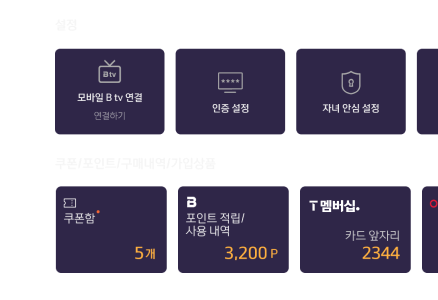 설정
B tv
모바일 B tv 연결
연결하기
****
인증 설정
자녀 안심 설정
쿠폰/포인트/구매내역/가입상품
쿠폰함
5개
B
포인트 적립/
사용 내역
3,200 P
T 멤버십.
카드 앞자리
2344